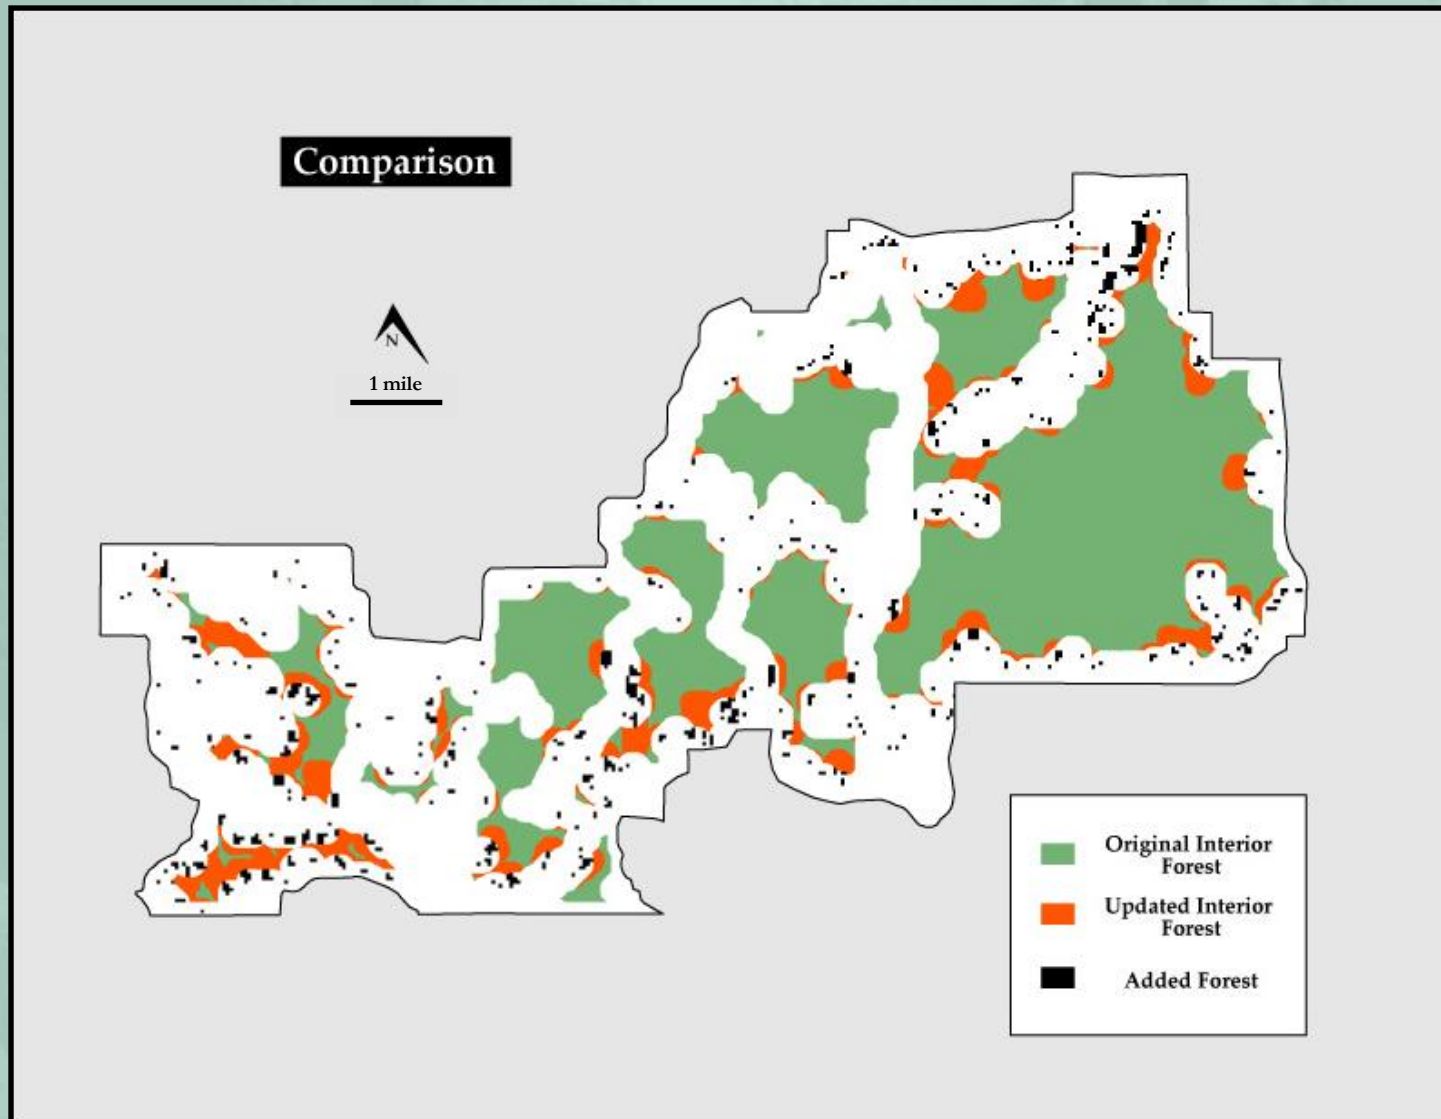 Comparison
N
1 mile
Original Interior
Forest
Updated Interior
Forest
Added Forest